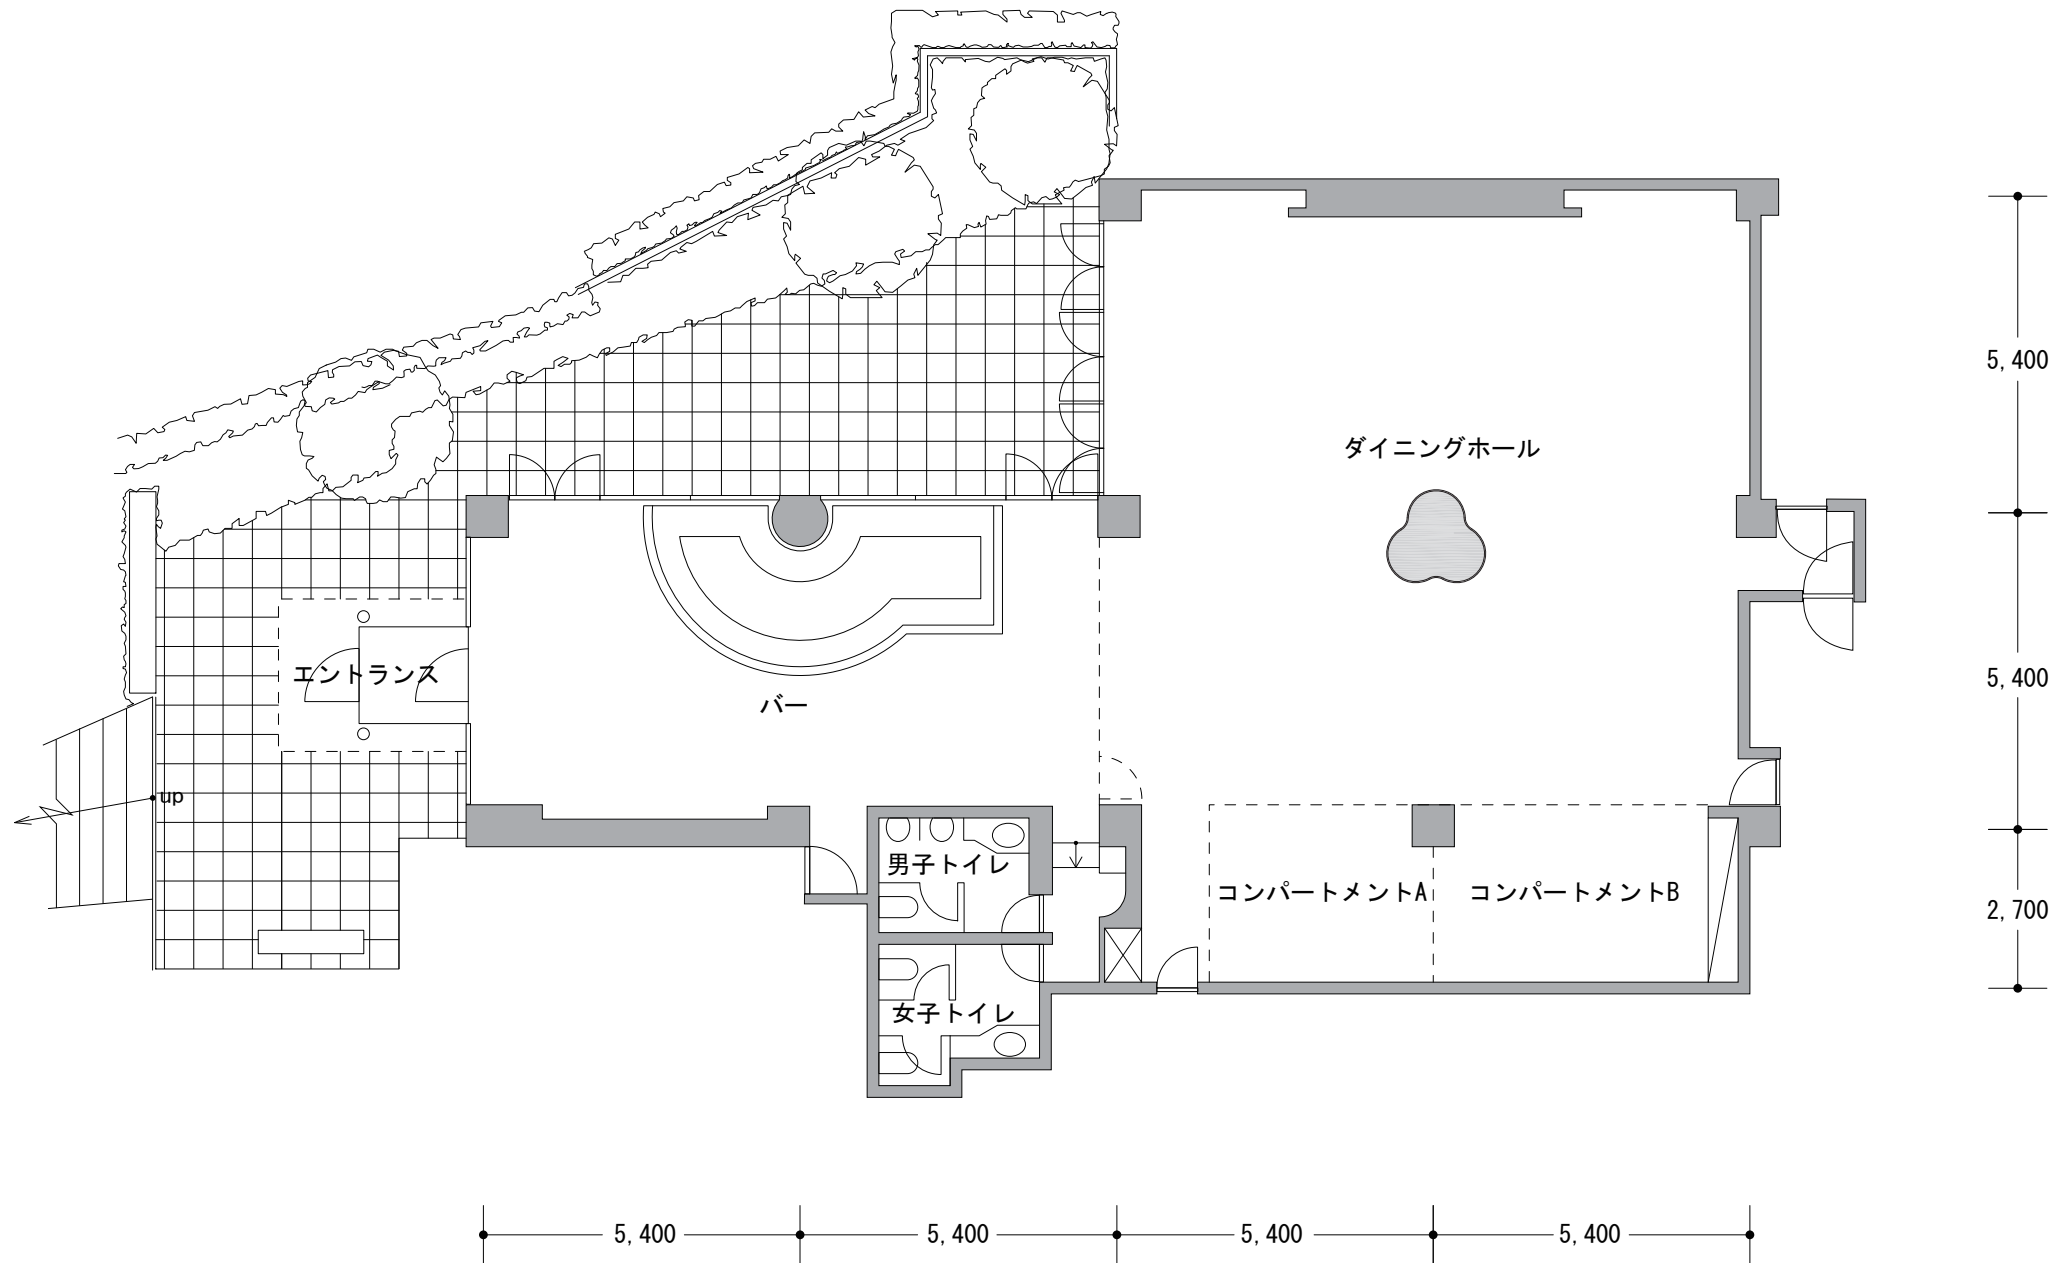 5,400
ダイニングホール
エントランス
バー
5,400
up
男子トイレ
コンパートメントA
コンパートメントB
2,700
女子トイレ
5,400
5,400
5,400
5,400